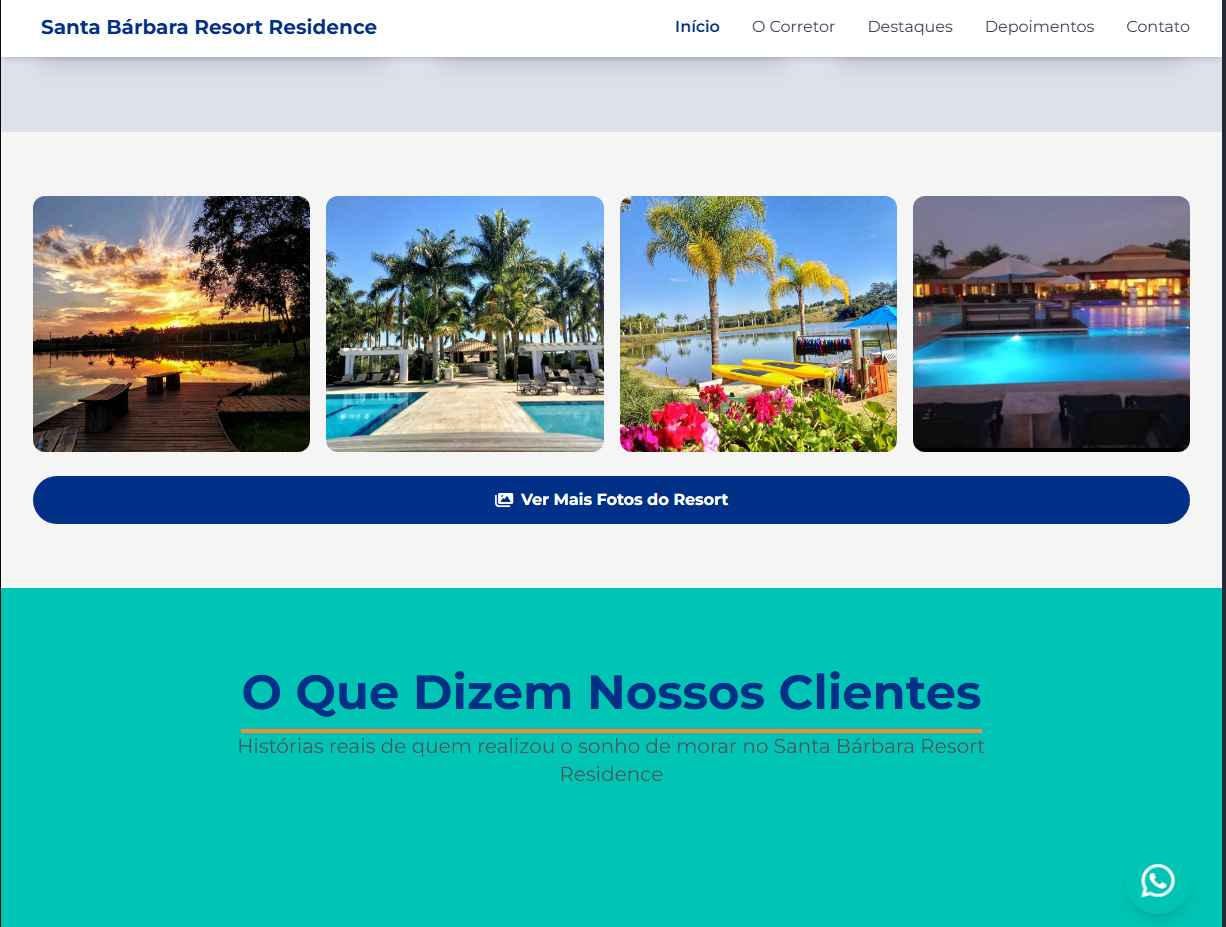 Santa Bárbara Resort Residence
Início
O Corretor
Destaques
Depoimentos
Contato
Ver Mais Fotos do Resort
O Que Dizem Nossos Clientes
Histórias reais de quem realizou o sonho de morar no Santa Bárbara Resort
Residence